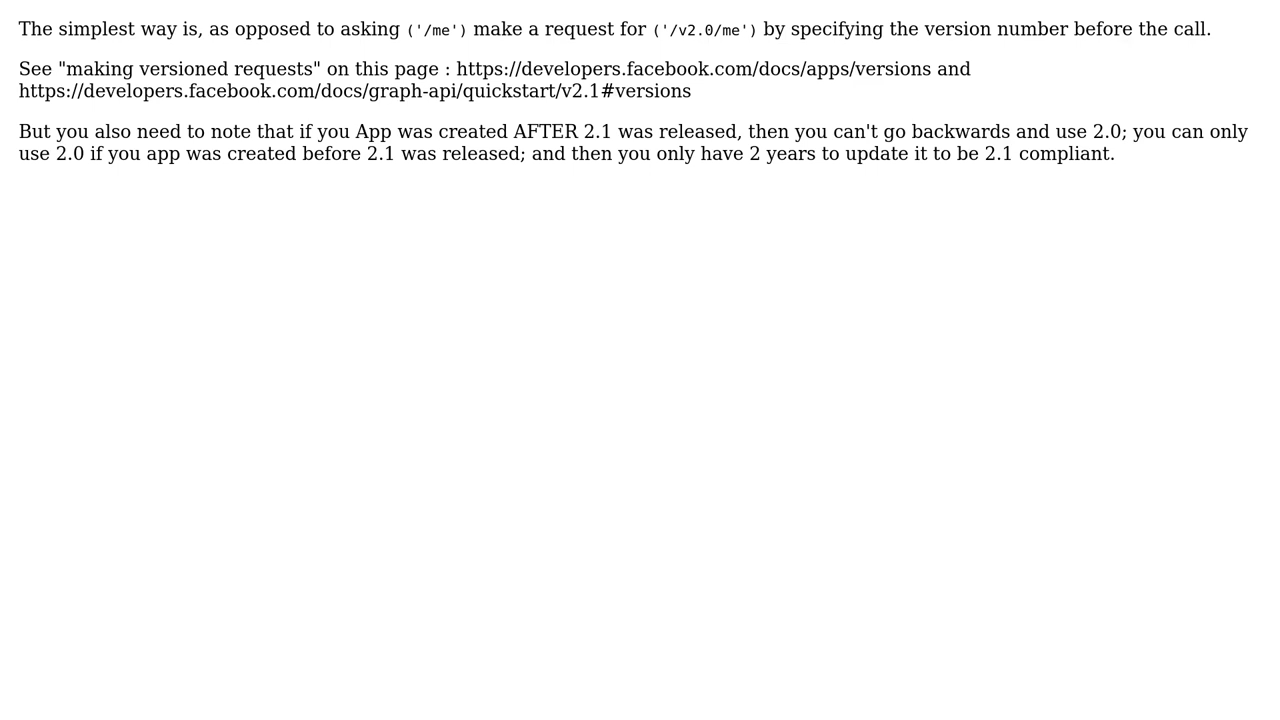 The simplest way is, as opposed to asking ('/me') make a request for ('/v2.0/me') by specifying the version number before the call.
See "making versioned requests" on this page : https://developers.facebook.com/docs/apps/versions and
https://developers.facebook.com/docs/graph-api/quickstart/v2.1#versions
But you also need to note that if you App was created AFTER 2.1 was released, then you can't go backwards and use 2.0; you can only
use 2.0 if you app was created before 2.1 was released; and then you only have 2 years to update it to be 2.1 compliant.